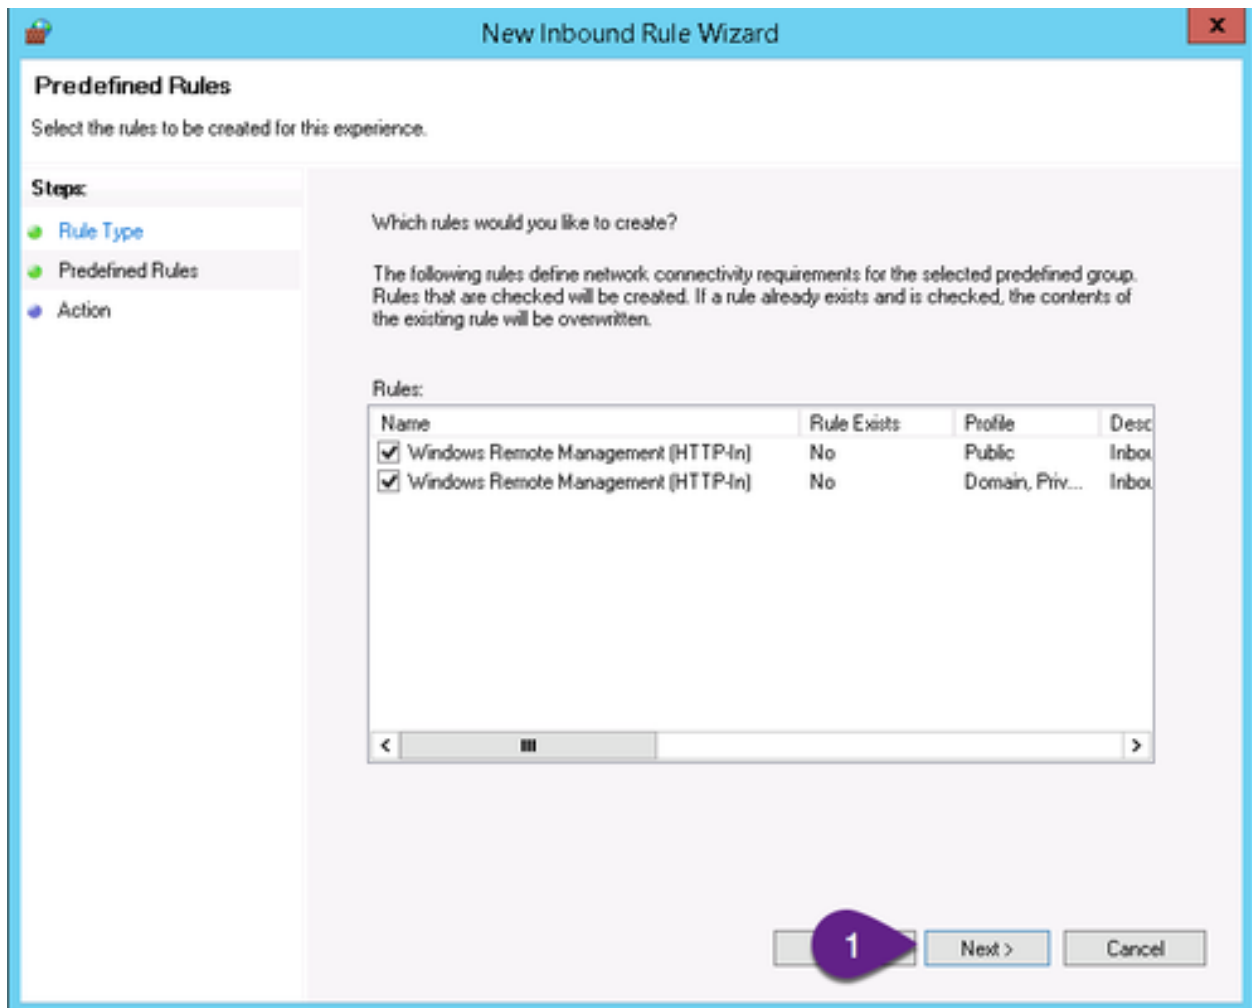 New Inbound Rule Wizard
x
Predefined Rules
Select the rules to be created for this experience.
Steps:
Rule Type
Predefined Rules
Action
Which rules would you like to create?
The following rules define network connectivity requirements for the selected predefined group.
Rules that are checked will be created. If a rule already exists and is checked, the contents of
the existing rule will be overwritten.
Rules:
Name Rule Exists Profile Desc
Windows Remote Management (HTTP-In) No Public Inbou
Windows Remote Management (HTTP-In) No Domain, Priv... Inbou
1 Next > Cancel